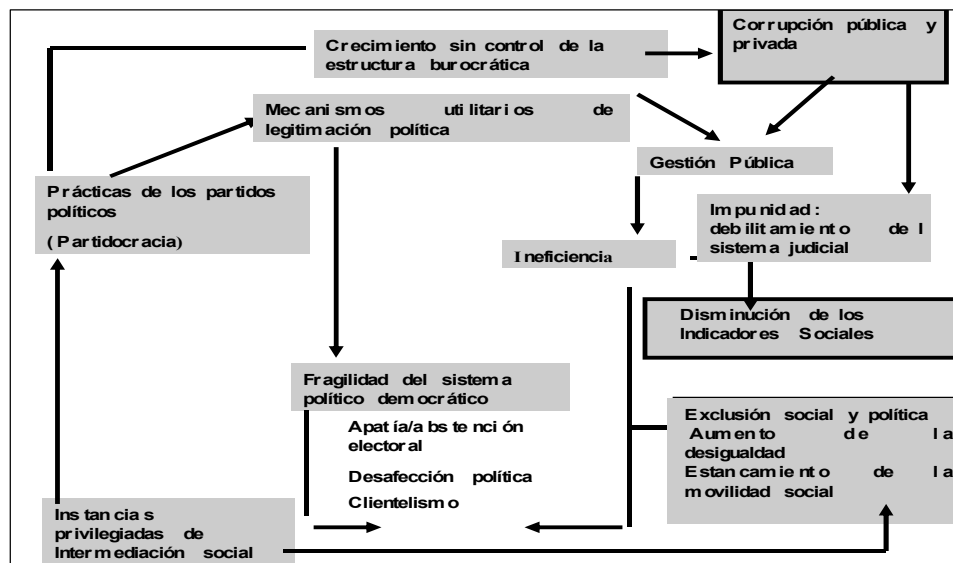 Corrupción pública y
privada
Crecimiento sin control de la
estructura burocrática
Mecanismos utilitarios de
legitimación política
Gestión Pública
Prácticas de los partidos
políticos
(Partidocracia)
Impunidad:
debilitamiento del
sistema judicial
Ineficiencia
Disminución de los
Indicadores Sociales
Fragilidad del sistema
político democrático
Apatía/abstención
electoral
Desafección política
Clientelismo
Exclusión social y política
Aumento de la
desigualdad
Estancamiento de la
movilidad social
Instancias
privilegiadas de
Intermediación social